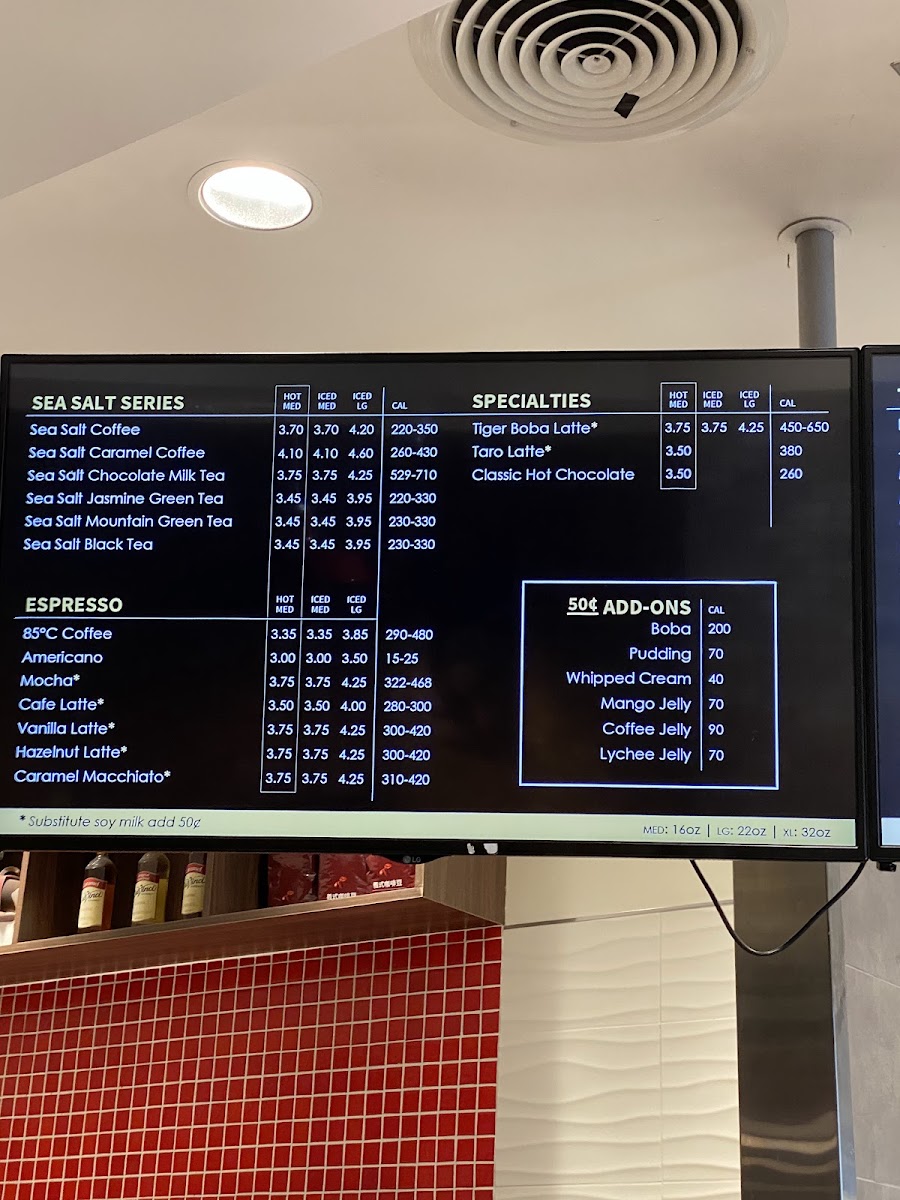 SEA SALT SERIES HOT MED ICED MED ICED LG CAL
Sea Salt Coffee 3.70 3.70 4.20 220-350
Sea Salt Caramel Coffee 4.10 4.10 4.60 260-430
Sea Salt Chocolate Milk Tea 3.75 3.75 4.25 529-710
Sea Salt Jasmine Green Tea 3.45 3.45 3.95 220-330
Sea Salt Mountain Green Tea 3.45 3.45 3.95 230-330
Sea Salt Black Tea 3.45 3.45 3.95 230-330
ESPRESSO HOT MED ICED MED ICED LG
85°C Coffee 3.35 3.35 3.85 290-480
Americano 3.00 3.00 3.50 15-25
Mocha* 3.75 3.75 4.25 322-468
Cafe Latte* 3.50 3.50 4.00 280-300
Vanilla Latte* 3.75 3.75 4.25 300-420
Hazelnut Latte* 3.75 3.75 4.25 300-420
Caramel Macchiato* 3.75 3.75 4.25 310-420
SPECIALTIES HOT MED ICED MED ICED LG CAL
Tiger Boba Latte* 3.75 3.75 4.25 450-650
Taro Latte* 3.50 380
Classic Hot Chocolate 3.50 260
50¢ ADD-ONS CAL
Boba 200
Pudding 70
Whipped Cream 40
Mango Jelly 70
Coffee Jelly 90
Lychee Jelly 70
* Substitute soy milk add 50¢
MED: 16OZ | LG: 22OZ | XL: 32OZ
LG